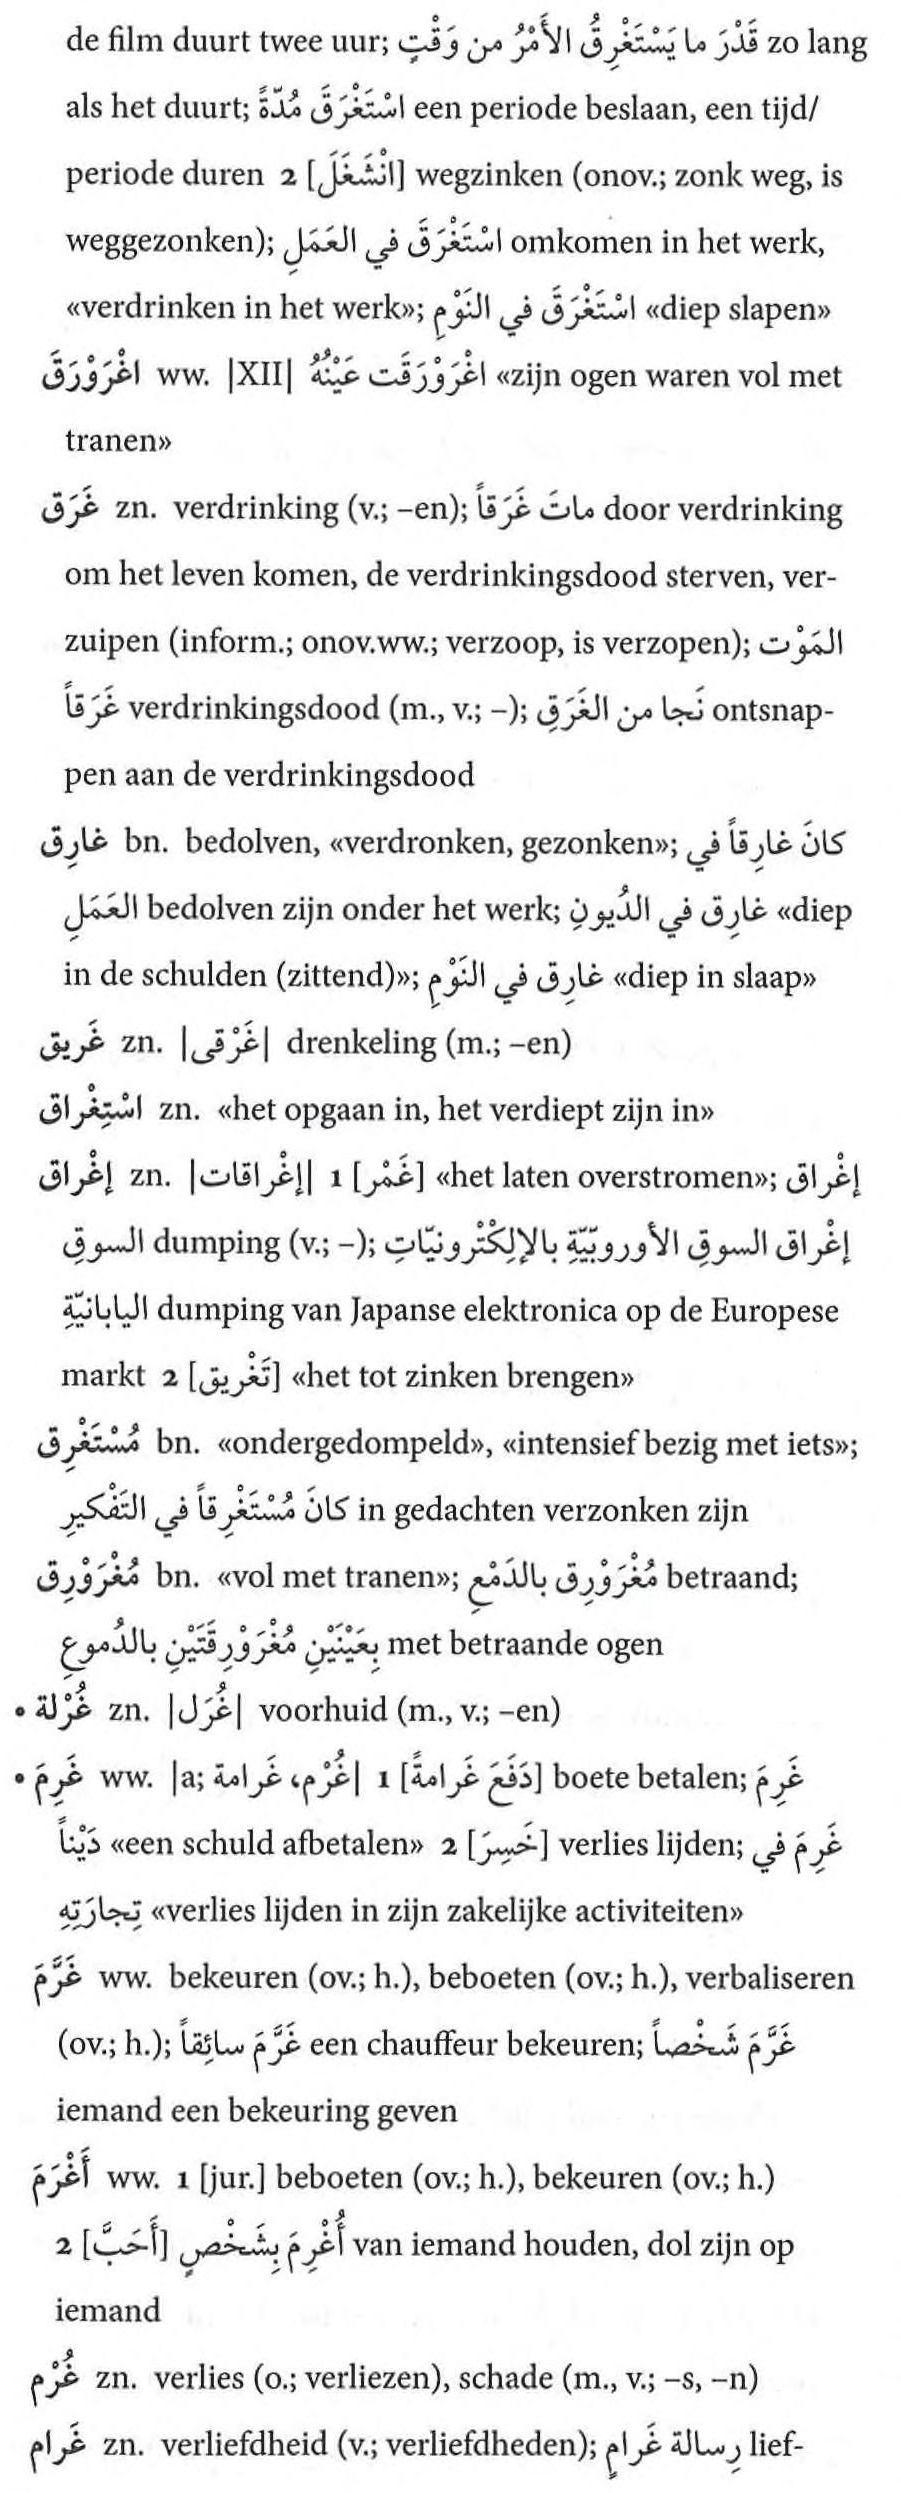 de film duurt twee uur; قَدْرَ ما يَسْتَغْرِقُ الأَمْرُ من وَقْتٍ zo lang
als het duurt; اسْتَغْرَقَ مُدّةً een periode beslaan, een tijd/
periode duren 2 [انْشَغَلَ] wegzinken (onov.; zonk weg, is
weggezonken); اسْتَغْرَقَ في العَمَلِ omkomen in het werk,
«verdrinken in het werk»; اسْتَغْرَقَ في النَوْمِ «diep slapen»
اغْرَوْرَقَ ww. |XII| اغْرَوْرَقَت عَيْنُهُ «zijn ogen waren vol met
tranen»
غَرَق zn. verdrinking (v.; –en); ماتَ غَرَقاً door verdrinking
om het leven komen, de verdrinkingsdood sterven, ver-
zuipen (inform.; onov.ww.; verzoop, is verzopen); المَوْت
غَرَقاً verdrinkingsdood (m., v.; –); نَجا من الغَرَقِ ontsnap-
pen aan de verdrinkingsdood
غارِق bn. bedolven, «verdronken, gezonken»; كانَ غارِقاً في
العَمَلِ bedolven zijn onder het werk; غارِق في الدُيونِ «diep
in de schulden (zittend)»; غارِق في النَوْمِ «diep in slaap»
غَريق zn. |غَرْقى| drenkeling (m.; –en)
اسْتِغْراق zn. «het opgaan in, het verdiept zijn in»
إغْراق zn. |إغْراقات| 1 [غَمْر] «het laten overstromen»; إغْراق
السوقِ dumping (v.; –); إغْراق السوقِ الأوروبّيّةِ بالإلِكْتْرونيّاتِ
اليابانيّةِ dumping van Japanse elektronica op de Europese
markt 2 [تَغْريق] «het tot zinken brengen»
مُسْتَغْرِق bn. «ondergedompeld», «intensief bezig met iets»;
كانَ مُسْتَغْرِقاً في التَفْكيرِ in gedachten verzonken zijn
مُغْرَوْرِق bn. «vol met tranen»; مُغْرَوْرِق بالدَمْعِ betraand;
بِعَيْنَيْنِ مُغْرَوْرِقَتَيْنِ بالدُموعِ met betraande ogen
• غُرْلة zn. |غُرَل| voorhuid (m., v.; –en)
• غَرِمَ ww. |a; غُرْم، غَرامة| 1 [دَفَعَ غَرامةً] boete betalen; غَرِمَ
دَيْناً «een schuld afbetalen» 2 [خَسِرَ] verlies lijden; غَرِمَ في
تِجارَتِهِ «verlies lijden in zijn zakelijke activiteiten»
غَرَّمَ ww. bekeuren (ov.; h.), beboeten (ov.; h.), verbaliseren
(ov.; h.); غَرَّمَ سائِقاً een chauffeur bekeuren; غَرَّمَ شَخْصاً
iemand een bekeuring geven
أَغْرَمَ ww. 1 [jur.] beboeten (ov.; h.), bekeuren (ov.; h.)
2 [أَحَبَّ] أُغْرِمَ بِشَخْصٍ van iemand houden, dol zijn op
iemand
غُرْم zn. verlies (o.; verliezen), schade (m., v.; –s, –n)
غَرام zn. verliefdheid (v.; verliefdheden); رِسالة غَرامٍ lief-